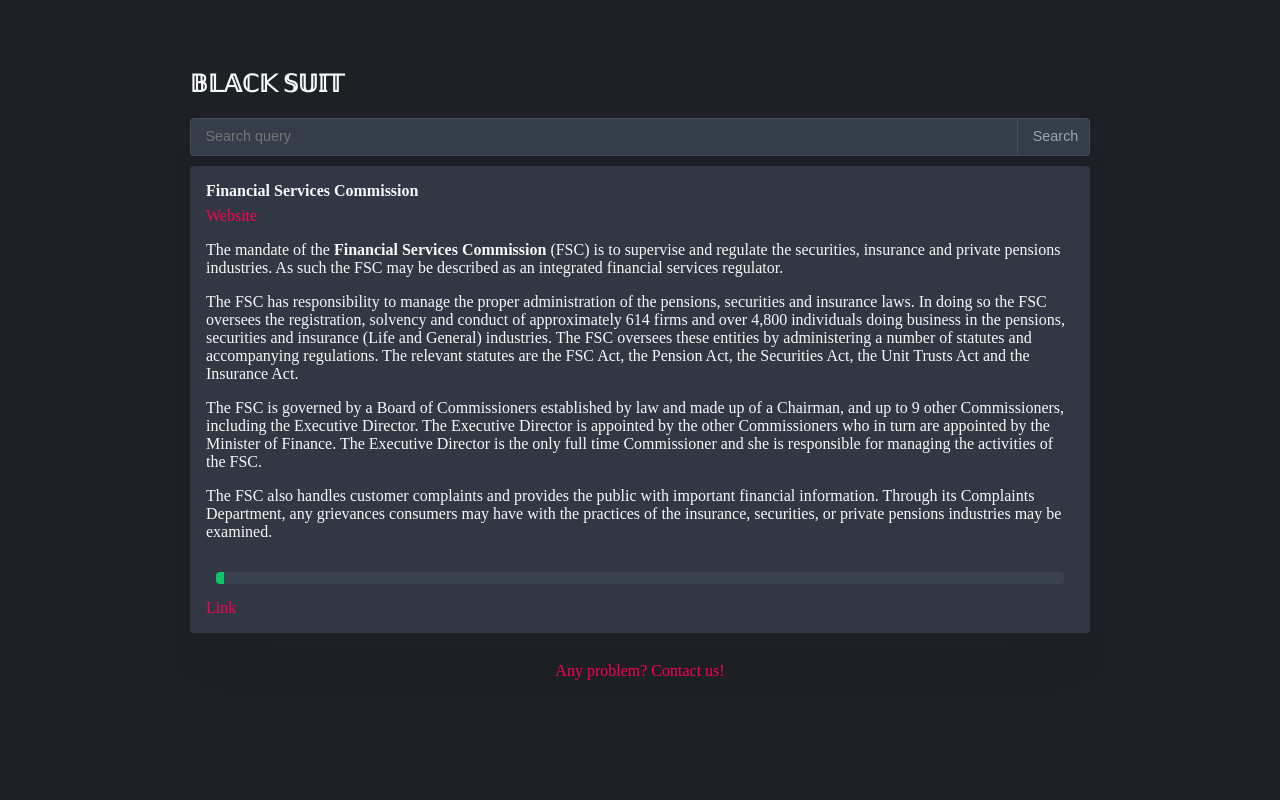 𝔹𝕃𝔸ℂ𝕂 𝕊𝕌𝕀𝕋
Search query
Search
Financial Services Commission
Website
The mandate of the Financial Services Commission (FSC) is to supervise and regulate the securities, insurance and private pensions
industries. As such the FSC may be described as an integrated financial services regulator.
The FSC has responsibility to manage the proper administration of the pensions, securities and insurance laws. In doing so the FSC
oversees the registration, solvency and conduct of approximately 614 firms and over 4,800 individuals doing business in the pensions,
securities and insurance (Life and General) industries. The FSC oversees these entities by administering a number of statutes and
accompanying regulations. The relevant statutes are the FSC Act, the Pension Act, the Securities Act, the Unit Trusts Act and the
Insurance Act.
The FSC is governed by a Board of Commissioners established by law and made up of a Chairman, and up to 9 other Commissioners,
including the Executive Director. The Executive Director is appointed by the other Commissioners who in turn are appointed by the
Minister of Finance. The Executive Director is the only full time Commissioner and she is responsible for managing the activities of
the FSC.
The FSC also handles customer complaints and provides the public with important financial information. Through its Complaints
Department, any grievances consumers may have with the practices of the insurance, securities, or private pensions industries may be
examined.
Link
Any problem? Contact us!